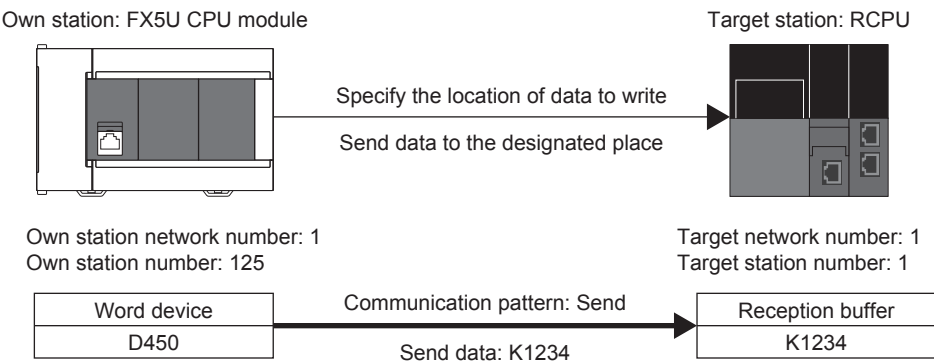 Own station: FX5U CPU module
Target station: RCPU
Specify the location of data to write
Send data to the designated place
Own station network number: 1
Own station number: 125
Target network number: 1
Target station number: 1
Word device
D450
Communication pattern: Send
Send data: K1234
Reception buffer
K1234